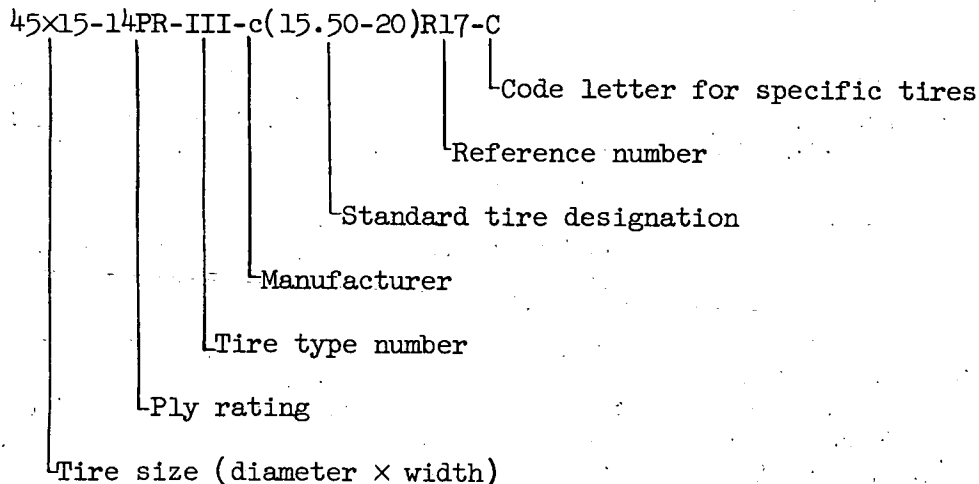 45×15-14PR-III-c(15.50-20)R17-C
Code letter for specific tires
Reference number
Standard tire designation
Manufacturer
Tire type number
Ply rating
Tire size (diameter × width)